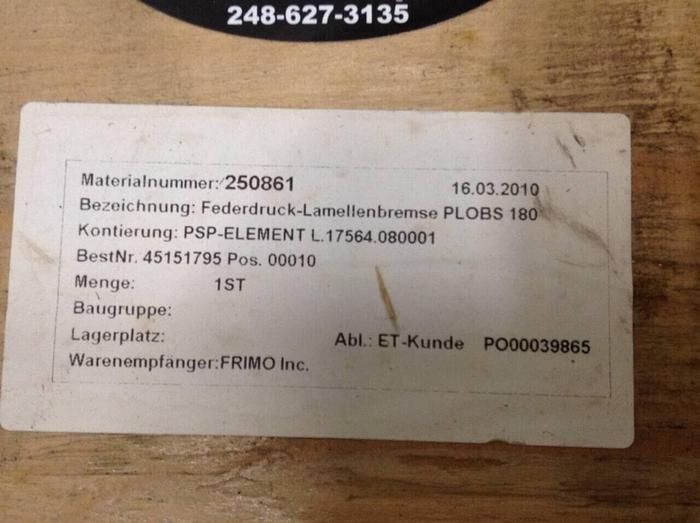 248-627-3135
Materialnummer: 250861 16.03.2010
Bezeichnung: Federdruck-Lamellenbremse PLOBS 180
Kontierung: PSP-ELEMENT L.17564.080001
BestNr. 45151795 Pos. 00010
Menge: 1ST
Baugruppe:
Lagerplatz: Abl.: ET-Kunde PO00039865
Warenempfänger:FRIMO Inc.